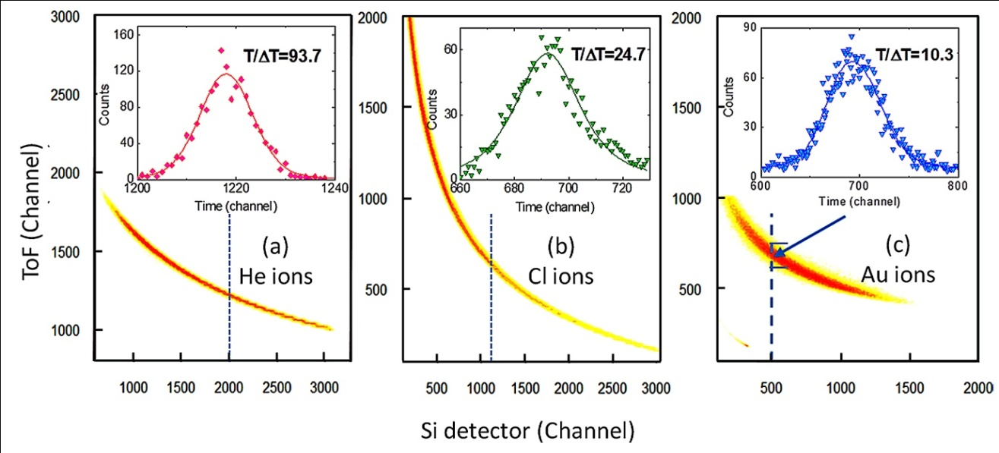 3000
2500
2000
1500
1000
ToF (Channel)
160
120
80
40
0
Counts
T/ΔT=93.7
1200
1220
1240
Time (channel)
(a)
He ions
1000 1500 2000 2500 3000
2000
1500
1000
500
60
30
0
Counts
T/ΔT=24.7
660 680 700 720
Time (channel)
(b)
Cl ions
500 1000 1500 2000 2500 3000
2000
1500
1000
500
90
60
30
0
Counts
T/ΔT=10.3
600 700 800
Time (channel)
(c)
Au ions
500 1000 1500 2000
Si detector (Channel)